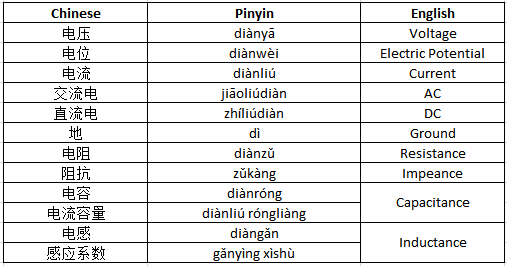 Chinese Pinyin English
电压 diànyā Voltage
电位 diànwèi Electric Potential
电流 diànliú Current
交流电 jiāoliúdiàn AC
直流电 zhíliúdiàn DC
地 dì Ground
电阻 diànzǔ Resistance
阻抗 zǔkàng Impeance
电容 diànróng Capacitance
电流容量 diànliú róngliàng
电感 diàngǎn Inductance
感应系数 gǎnyìng xìshù